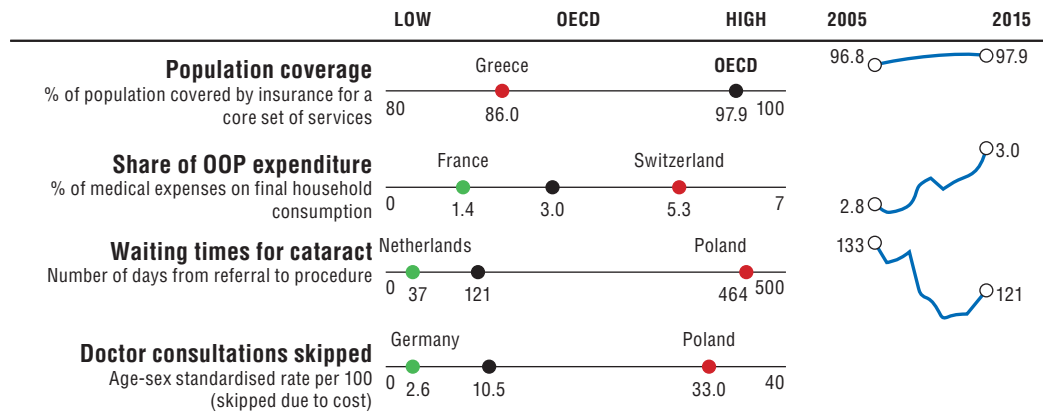 LOW OECD HIGH 2005 2015
Population coverage
% of population covered by insurance for a
core set of services
Greece OECD
80 86.0 97.9 100
96.8 97.9
Share of OOP expenditure
% of medical expenses on final household
consumption
France Switzerland
0 1.4 3.0 5.3 7
2.8 3.0
Waiting times for cataract
Number of days from referral to procedure
Netherlands Poland
0 37 121 464 500
133 121
Doctor consultations skipped
Age-sex standardised rate per 100
(skipped due to cost)
Germany Poland
0 2.6 10.5 33.0 40